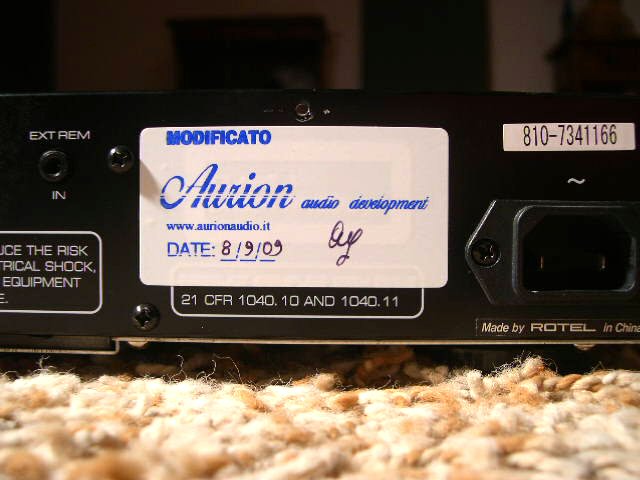 EXT REM
IN
UCE THE RISK
TRICAL SHOCK,
EQUIPMENT
E.
MODIFICATO
Aurion audio development
www.aurionaudio.it
DATE: 8/9/09
21 CFR 1040.10 AND 1040.11
810-7341166
~
Made by ROTEL in China